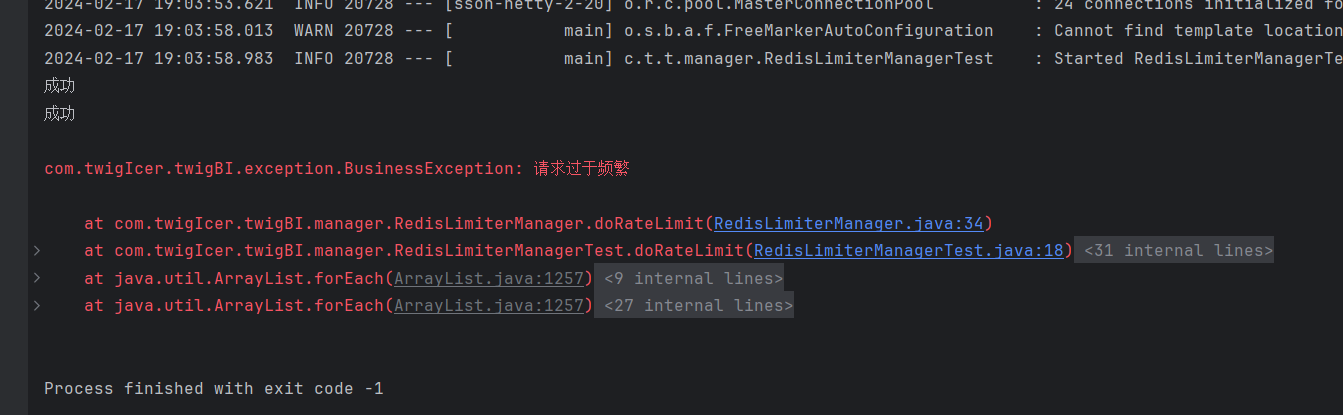 2024-02-17 19:03:53.621  INFO 20728 --- [sson-netty-2-20] o.r.c.pool.MasterConnectionPool          : 24 connections initialized fo
2024-02-17 19:03:58.013  WARN 20728 --- [           main] o.s.b.a.f.FreeMarkerAutoConfiguration    : Cannot find template location
2024-02-17 19:03:58.983  INFO 20728 --- [           main] c.t.t.manager.RedisLimiterManagerTest    : Started RedisLimiterManagerTe
成功
成功
com.twigIcer.twigBI.exception.BusinessException: 请求过于频繁
at com.twigIcer.twigBI.manager.RedisLimiterManager.doRateLimit(RedisLimiterManager.java:34)
at com.twigIcer.twigBI.manager.RedisLimiterManagerTest.doRateLimit(RedisLimiterManagerTest.java:18) <31 internal lines>
at java.util.ArrayList.forEach(ArrayList.java:1257) <9 internal lines>
at java.util.ArrayList.forEach(ArrayList.java:1257) <27 internal lines>
Process finished with exit code -1